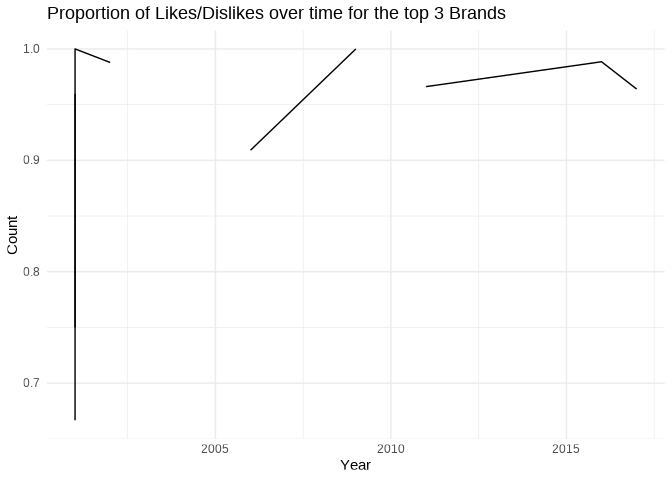 Proportion of Likes/Dislikes over time for the top 3 Brands
1.0
0.9
0.8
0.7
Count
2005 2010 2015
Year